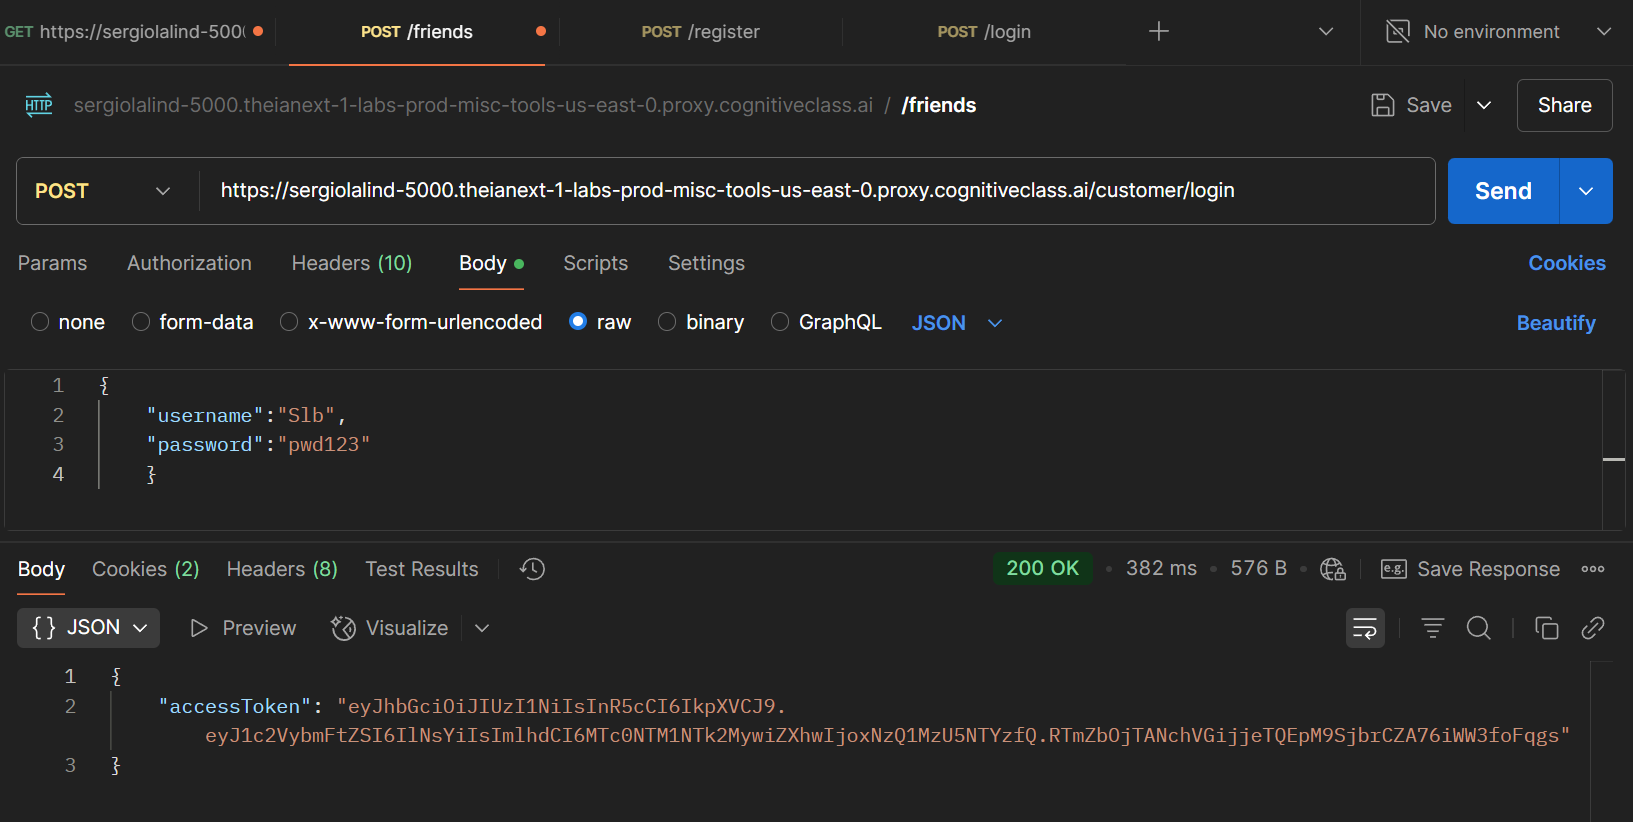 GET https://sergiolalind-500
POST /friends
POST /register
POST /login
No environment
HTTP sergiolalind-5000.theianext-1-labs-prod-misc-tools-us-east-0.proxy.cognitiveclass.ai / /friends
Save
Share
POST
https://sergiolalind-5000.theianext-1-labs-prod-misc-tools-us-east-0.proxy.cognitiveclass.ai/customer/login
Send
Params Authorization Headers (10) Body Scripts Settings Cookies
none form-data x-www-form-urlencoded raw binary GraphQL JSON Beautify
1 {
2 "username":"Slb",
3 "password":"pwd123"
4 }
Body Cookies (2) Headers (8) Test Results 200 OK • 382 ms • 576 B • e.g. Save Response
{} JSON Preview Visualize
1 {
2 "accessToken": "eyJhbGciOiJIUzI1NiIsInR5cCI6IkpXVCJ9.
eyJ1c2VybmFtZSI6IlNsYiIsImlhdCI6MTc0NTM1NTk2MywiZXhwIjoxNzQ1MzU5NTYzfQ.RTmZbOjTANchVGijjeTQEpM9SjbrCZA76iWW3foFqgs"
3 }